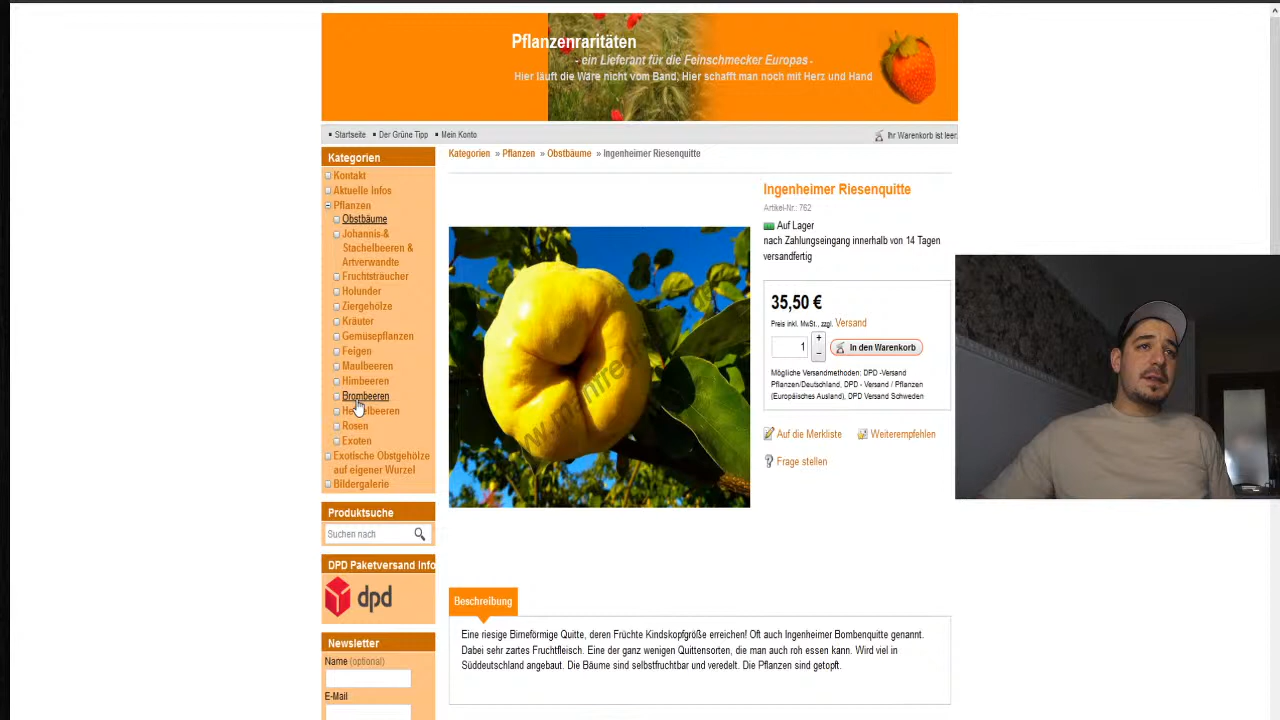 Pflanzenraritäten
- ein Lieferant für die Feinschmecker Europas -
Hier läuft die Ware nicht vom Band, Hier schafft man noch mit Herz und Hand
Startseite Der Grüne Tipp Mein Konto
Ihr Warenkorb ist leer.
Kategorien
Kontakt
Aktuelle Infos
Pflanzen
Obstbäume
Johannis-&
Stachelbeeren &
Artverwandte
Fruchtsträucher
Holunder
Ziergehölze
Kräuter
Gemüsepflanzen
Feigen
Maulbeeren
Himbeeren
Brombeeren
Rosen
Exoten
Exotische Obstgehölze
auf eigener Wurzel
Bildergalerie
Produktsuche
Suchen nach
DPD Paketversand Info
dpd
Newsletter
Name (optional)
E-Mail
Kategorien » Pflanzen » Obstbäume » Ingenheimer Riesenquitte
Ingenheimer Riesenquitte
Artikel-Nr.: 762
Auf Lager
nach Zahlungseingang innerhalb von 14 Tagen
versandfertig
35,50 €
Preis inkl. MwSt., zzgl. Versand
1 + − In den Warenkorb
Mögliche Versandmethoden: DPD -Versand
Pflanzen/Deutschland, DPD - Versand / Pflanzen
(Europäisches Ausland), DPD Versand Schweden
Auf die Merkliste Weiterempfehlen
Frage stellen
Beschreibung
Eine riesige Birneförmige Quitte, deren Früchte Kindskopfgröße erreichen! Oft auch Ingenheimer Bombenquitte genannt.
Dabei sehr zartes Fruchtfleisch. Eine der ganz wenigen Quittensorten, die man auch roh essen kann. Wird viel in
Süddeutschland angebaut. Die Bäume sind selbstfruchtbar und veredelt. Die Pflanzen sind getopft.